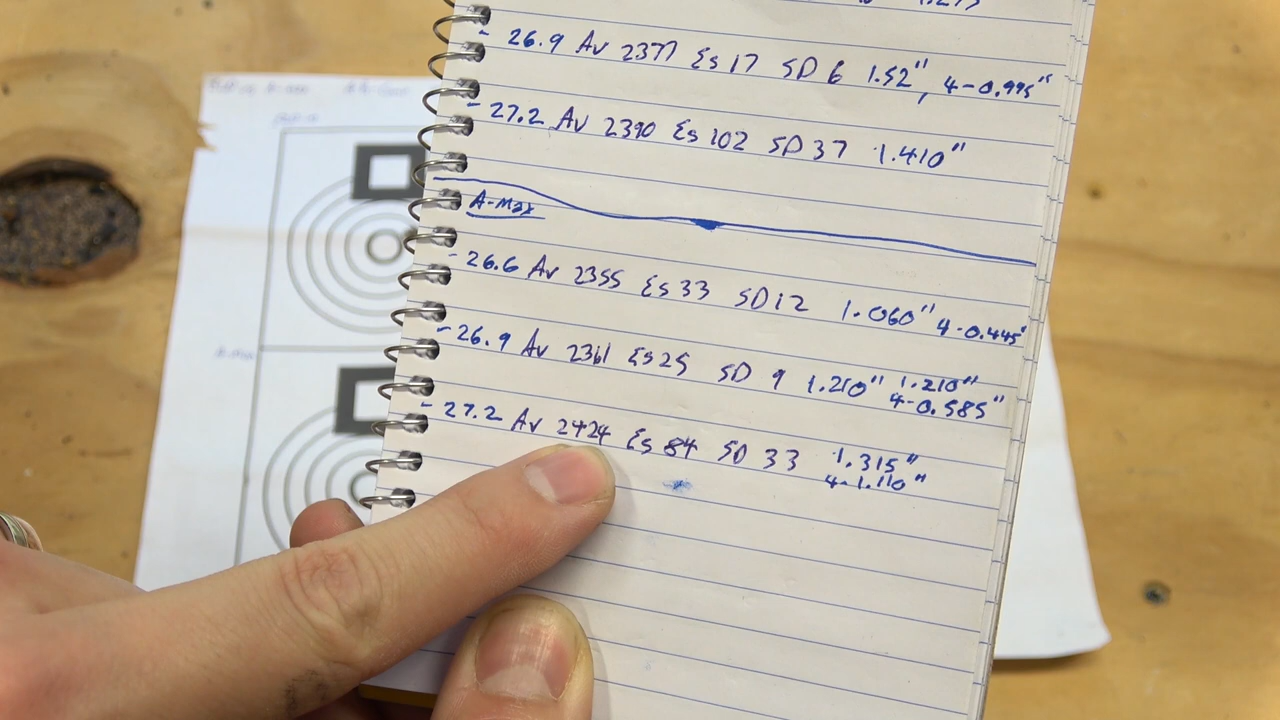 - 26.9 Av 2377 Es 17 SD 6 1.52", 4-0.995"
- 27.2 Av 2390 Es 102 SD 37 1.410"
A-Max
- 26.6 Av 2355 Es 33 SD 12 1.060" 4-0.445"
- 26.9 Av 2361 Es 25 SD 9 1.210" 1.210"
4-0.585"
- 27.2 Av 2424 Es 84 SD 33 1.315"
4-1.110"